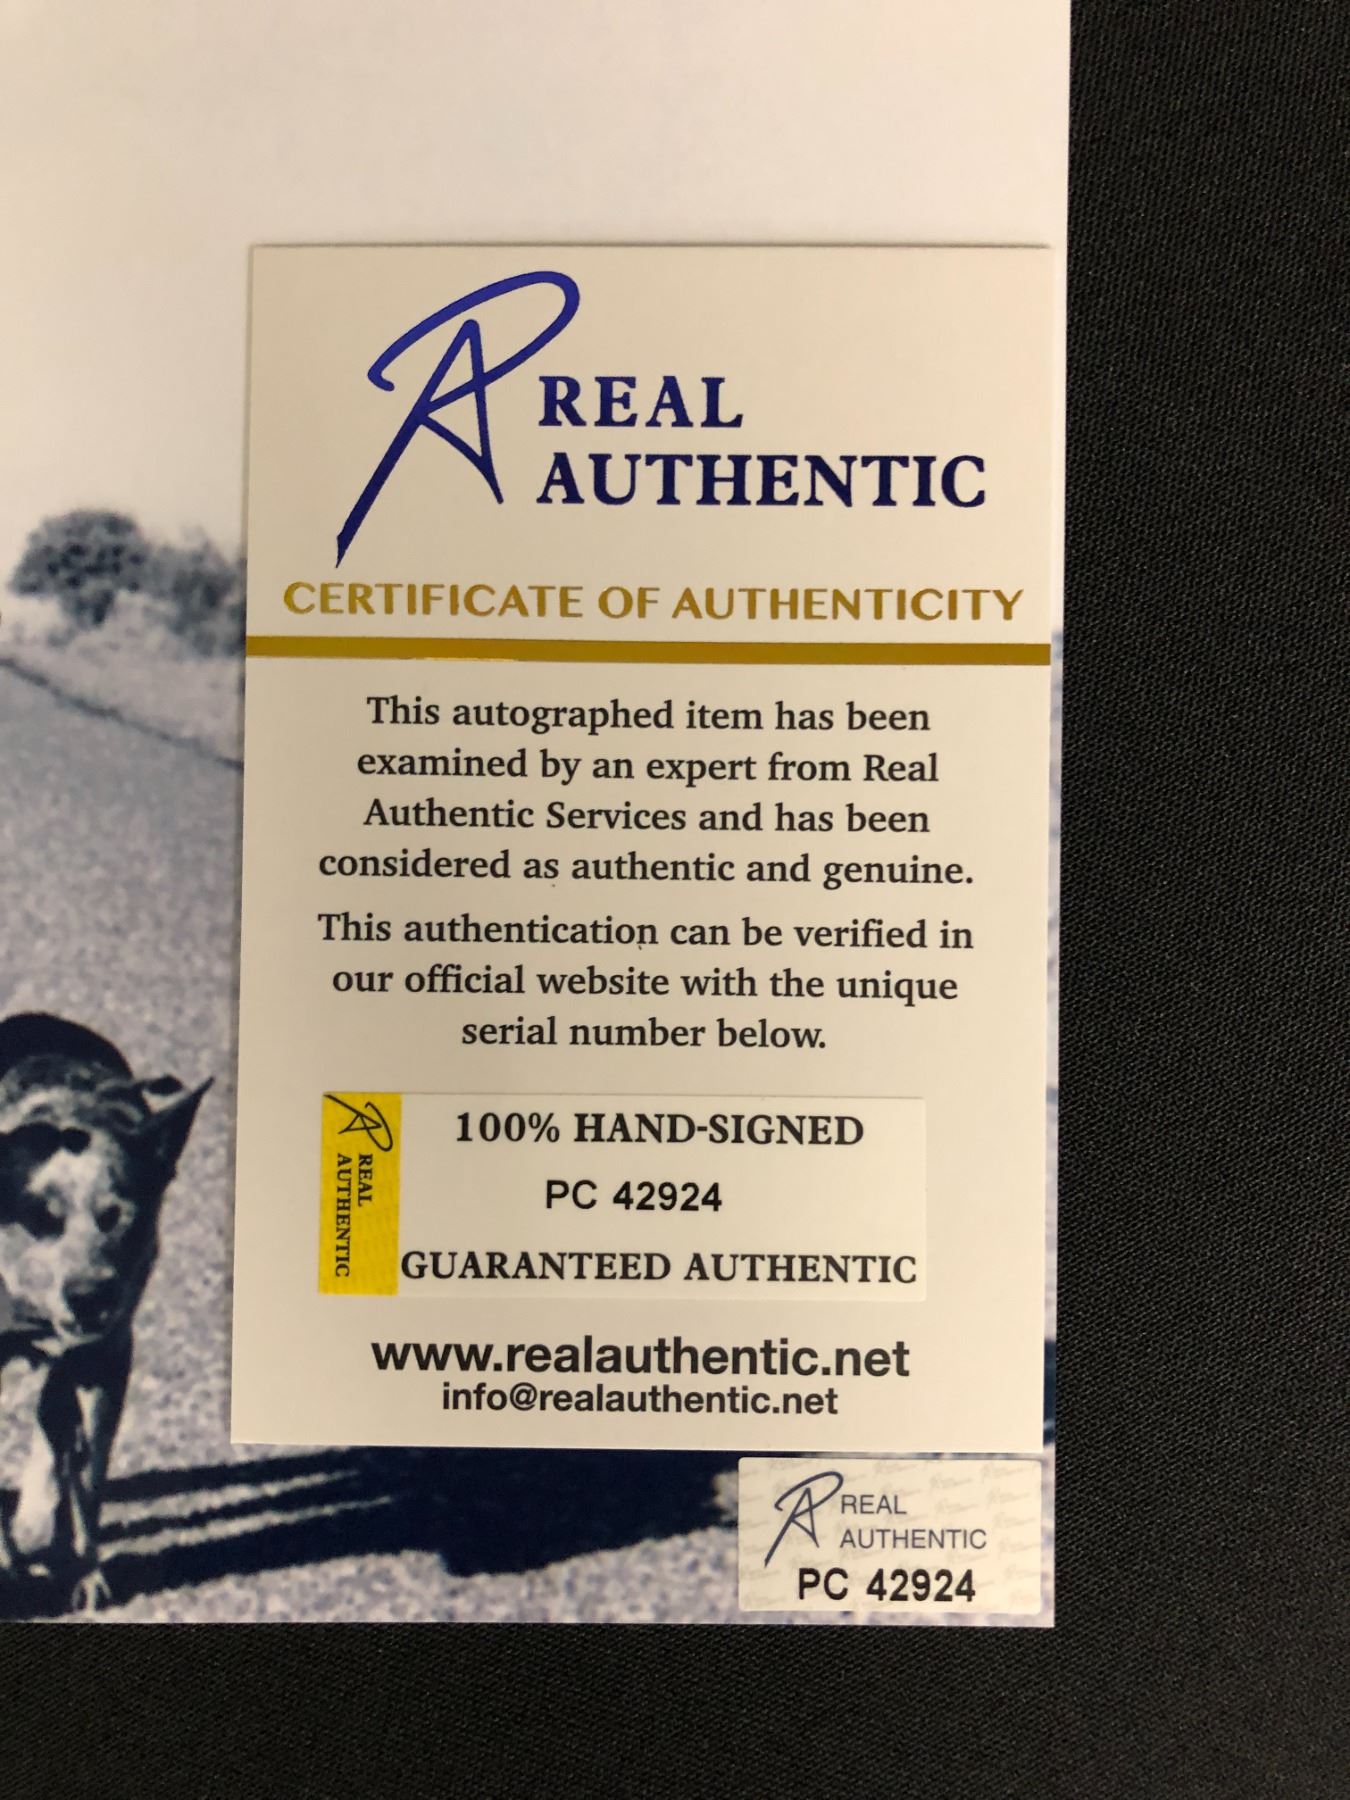 REAL
AUTHENTIC
CERTIFICATE OF AUTHENTICITY
This autographed item has been
examined by an expert from Real
Authentic Services and has been
considered as authentic and genuine.
This authentication can be verified in
our official website with the unique
serial number below.
REAL
AUTHENTIC
100% HAND-SIGNED
PC 42924
GUARANTEED AUTHENTIC
www.realauthentic.net
info@realauthentic.net
REAL
AUTHENTIC
PC 42924